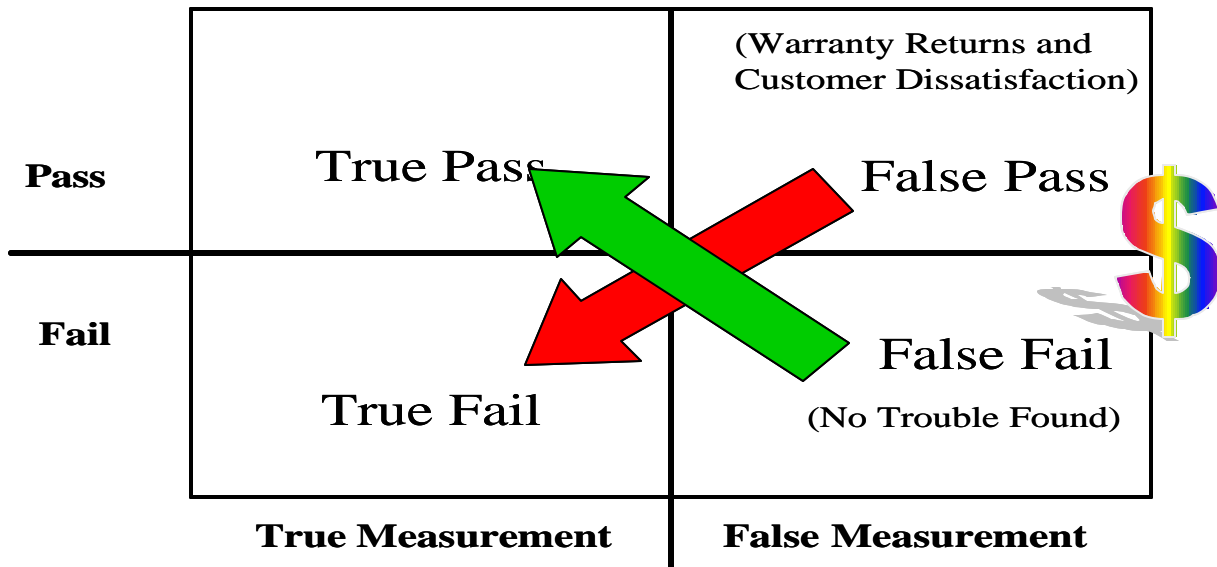 (Warranty Returns and
Customer Dissatisfaction)
Pass
True Pass
False Pass
Fail
True Fail
False Fail
(No Trouble Found)
True Measurement
False Measurement
$